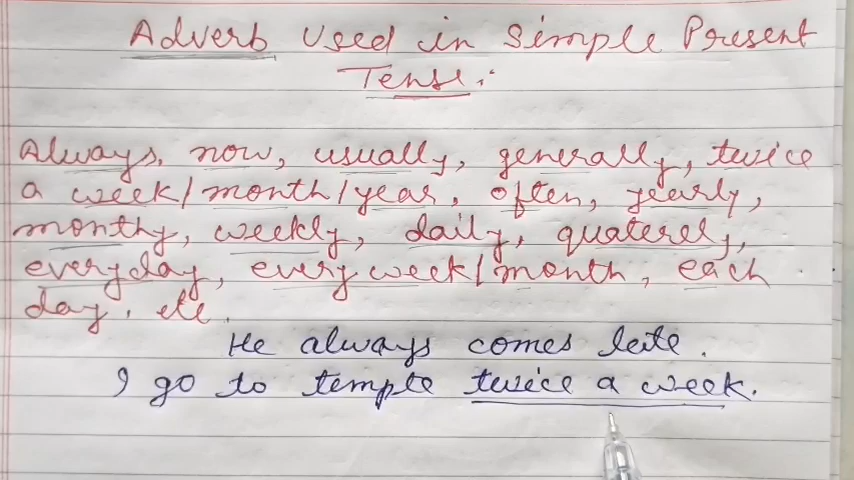 Adverb Used in Simple Present
Tense:
Always, now, usually, generally, twice
a week/month/year, often, yearly,
monthy, weekly, daily, quaterely,
everyday, every week/month, each
day, etc.
He always comes late.
I go to temple twice a week.